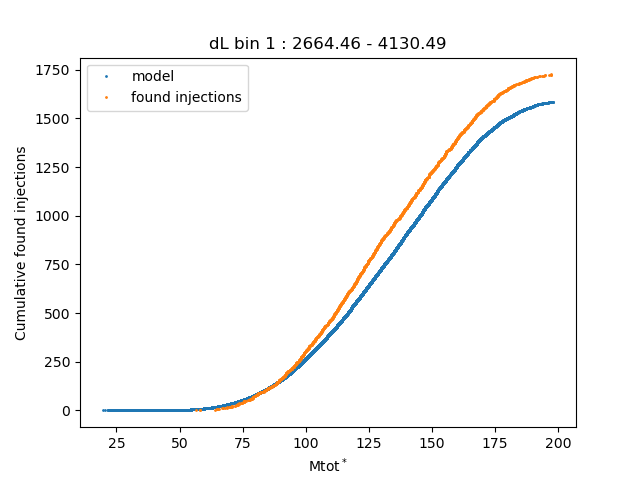 dL bin 1 : 2664.46 - 4130.49
model
found injections
1750
1500
1250
1000
750
500
250
0
Cumulative found injections
25 50 75 100 125 150 175 200
Mtot*